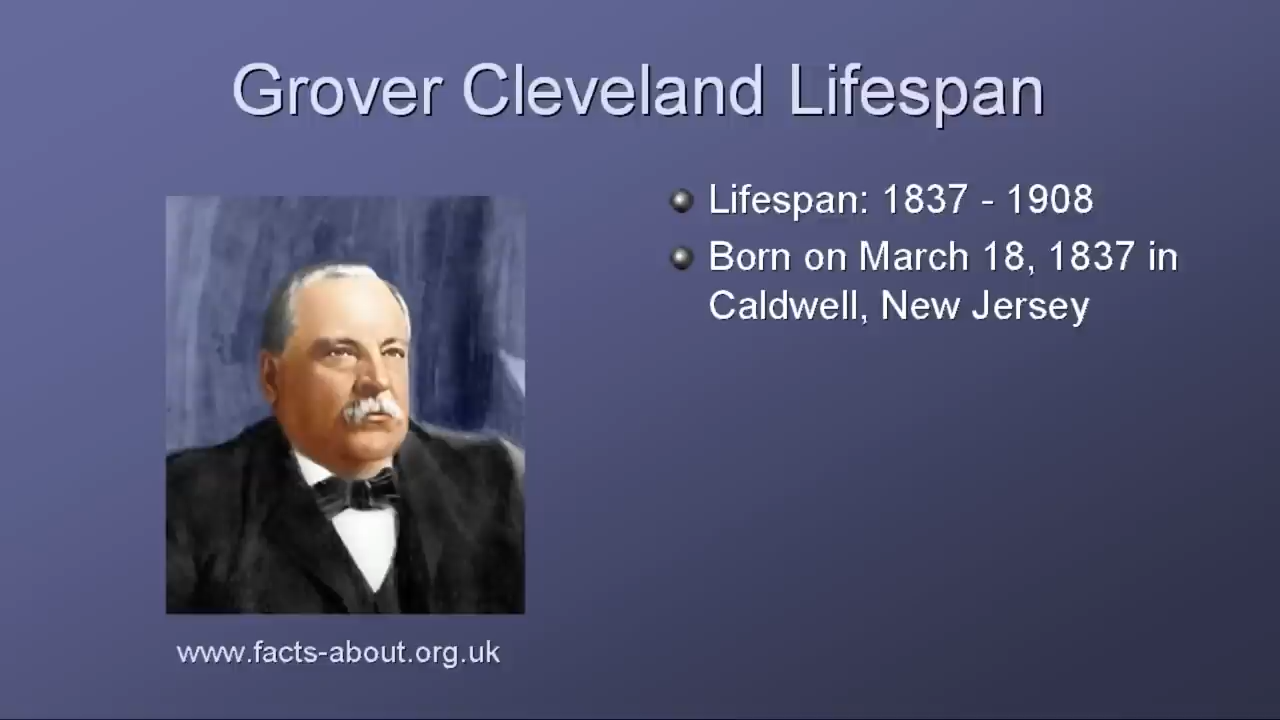 Grover Cleveland Lifespan
Lifespan: 1837 - 1908
Born on March 18, 1837 in
Caldwell, New Jersey
www.facts-about.org.uk